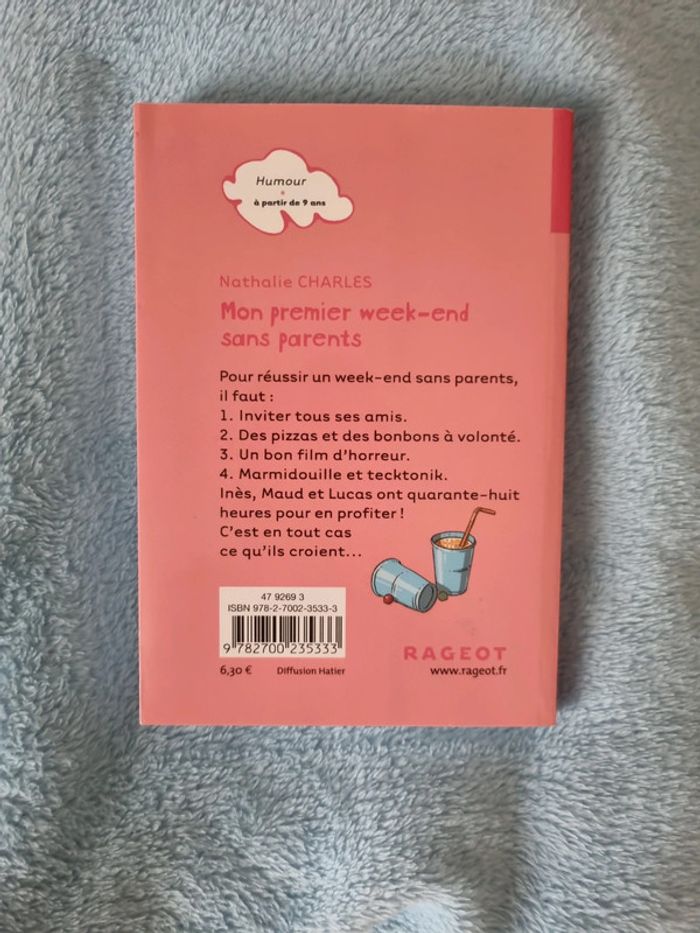 Humour
à partir de 9 ans
Nathalie CHARLES
Mon premier week-end
sans parents
Pour réussir un week-end sans parents,
il faut :
1. Inviter tous ses amis.
2. Des pizzas et des bonbons à volonté.
3. Un bon film d'horreur.
4. Marmidouille et tecktonik.
Inès, Maud et Lucas ont quarante-huit
heures pour en profiter !
C'est en tout cas
ce qu'ils croient...
47 9269 3
ISBN 978-2-7002-3533-3
9 782700 235333
6,30 € Diffusion Hatier
RAGEOT
www.rageot.fr